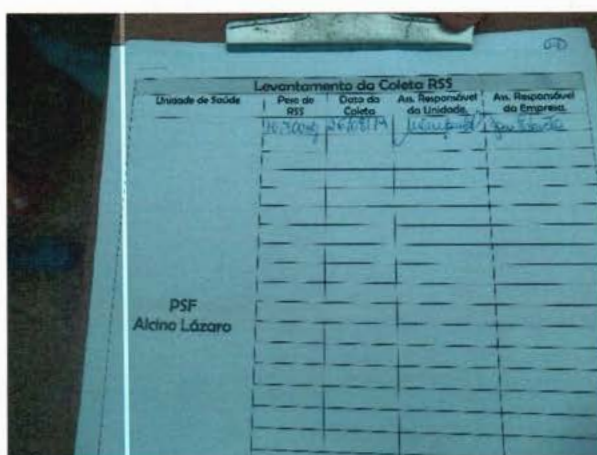 Levantamento da Coleta RSS
Unidade de Saúde Peso do RSS Data da Coleta Ass. Responsável da Unidade. Ass. Responsável da Empresa.
PSF
Alcino Lázaro